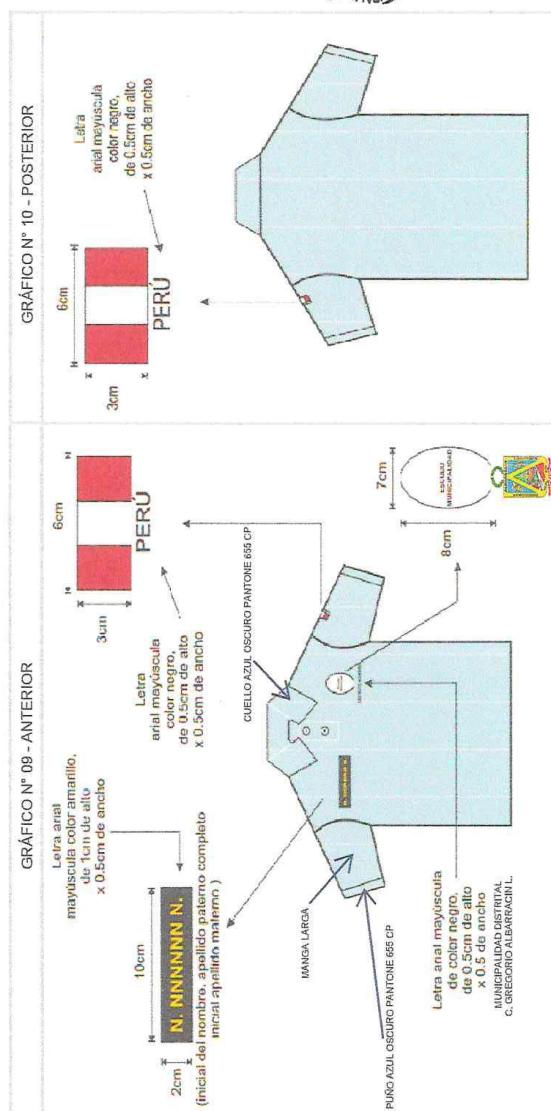 GRÁFICO N° 09 - ANTERIOR
Letra arial
mayúscula color amarillo,
de 1cm de alto
x 0.5cm de ancho
10cm
2cm
N. NNNNNN N.
(inicial del nombre, apellido paterno completo
inicial apellido materno )
6cm
3cm
PERÚ
Letra
arial mayúscula
color negro,
de 0.5cm de alto
x 0.5cm de ancho
CUELLO AZUL OSCURO PANTONE 655 CP
MANGA LARGA
PUÑO AZUL OSCURO PANTONE 655 CP
Letra arial mayúscula
de color negro,
de 0.5cm de alto
x 0.5 de ancho
MUNICIPALIDAD DISTRITAL
C. GREGORIO ALBARRACIN L.
7cm
8cm
ESCUDO
MUNICIPALIDAD
GRÁFICO N° 10 - POSTERIOR
6cm
3cm
PERÚ
Letra
arial mayúscula
color negro,
de 0.5cm de alto
x 0.5cm de ancho